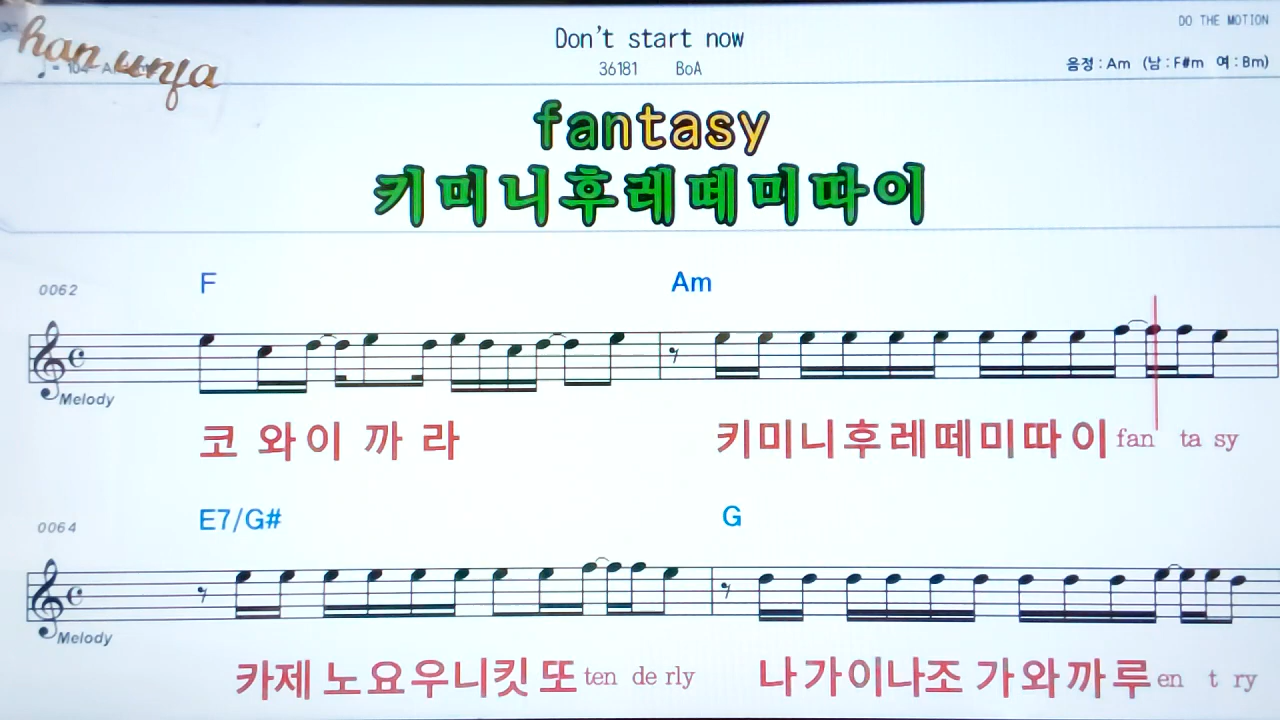 DO THE MOTION
Don't start now
han unja
36181 BoA
음정 : Am (남 : F#m 여 : Bm)
fantasy
키미니후레떼미따이
0062
F Am
Melody
코 와 이 까 라 키미니후레떼미따 이 fan ta sy
0064
E7/G# G
Melody
카제 노요우니킷 또 ten de rly 나가이나조 가와까루 en t ry